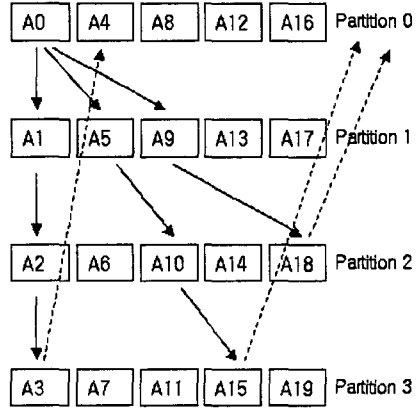 A0 A4 A8 A12 A16 Partition 0
A1 A5 A9 A13 A17 Partition 1
A2 A6 A10 A14 A18 Partition 2
A3 A7 A11 A15 A19 Partition 3